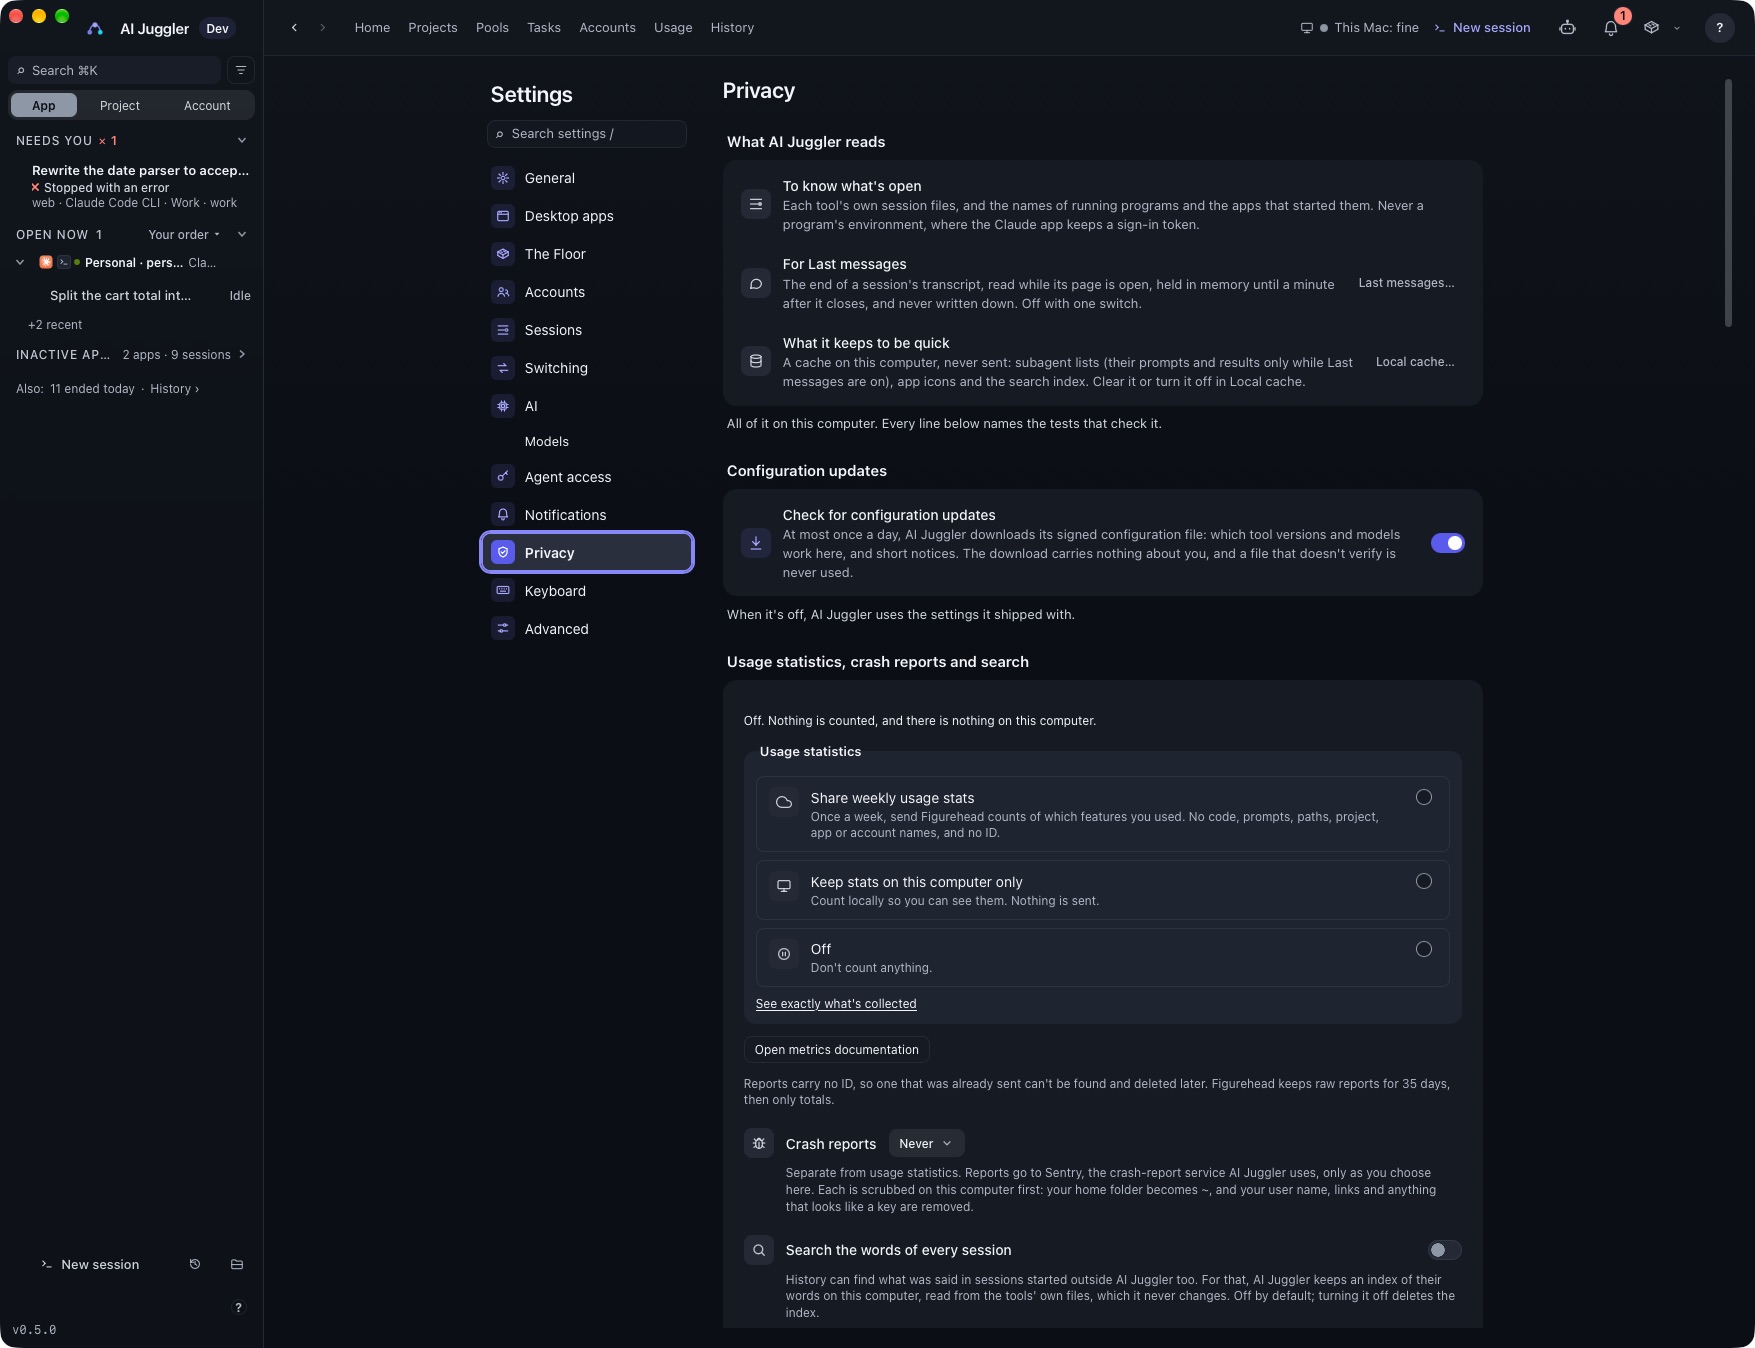 AI Juggler Dev
Search ⌘K
App Project Account
NEEDS YOU × 1
Rewrite the date parser to accep...
× Stopped with an error
web · Claude Code CLI · Work · work
OPEN NOW 1 Your order
Personal · pers... Cla...
Split the cart total int... Idle
+2 recent
INACTIVE AP... 2 apps · 9 sessions >
Also: 11 ended today · History ›
New session
?
v0.5.0
‹ › Home Projects Pools Tasks Accounts Usage History
This Mac: fine
New session
1
?
Settings
Search settings /
General
Desktop apps
The Floor
Accounts
Sessions
Switching
AI
Models
Agent access
Notifications
Privacy
Keyboard
Advanced
Privacy
What AI Juggler reads
To know what's open
Each tool's own session files, and the names of running programs and the apps that started them. Never a
program's environment, where the Claude app keeps a sign-in token.
For Last messages
The end of a session's transcript, read while its page is open, held in memory until a minute
after it closes, and never written down. Off with one switch.
Last messages...
What it keeps to be quick
A cache on this computer, never sent: subagent lists (their prompts and results only while Last
messages are on), app icons and the search index. Clear it or turn it off in Local cache.
Local cache...
All of it on this computer. Every line below names the tests that check it.
Configuration updates
Check for configuration updates
At most once a day, AI Juggler downloads its signed configuration file: which tool versions and models
work here, and short notices. The download carries nothing about you, and a file that doesn't verify is
never used.
When it's off, AI Juggler uses the settings it shipped with.
Usage statistics, crash reports and search
Off. Nothing is counted, and there is nothing on this computer.
Usage statistics
Share weekly usage stats
Once a week, send Figurehead counts of which features you used. No code, prompts, paths, project,
app or account names, and no ID.
Keep stats on this computer only
Count locally so you can see them. Nothing is sent.
Off
Don't count anything.
See exactly what's collected
Open metrics documentation
Reports carry no ID, so one that was already sent can't be found and deleted later. Figurehead keeps raw reports for 35 days,
then only totals.
Crash reports Never
Separate from usage statistics. Reports go to Sentry, the crash-report service AI Juggler uses, only as you choose
here. Each is scrubbed on this computer first: your home folder becomes ~, and your user name, links and anything
that looks like a key are removed.
Search the words of every session
History can find what was said in sessions started outside AI Juggler too. For that, AI Juggler keeps an index of their
words on this computer, read from the tools' own files, which it never changes. Off by default; turning it off deletes the
index.